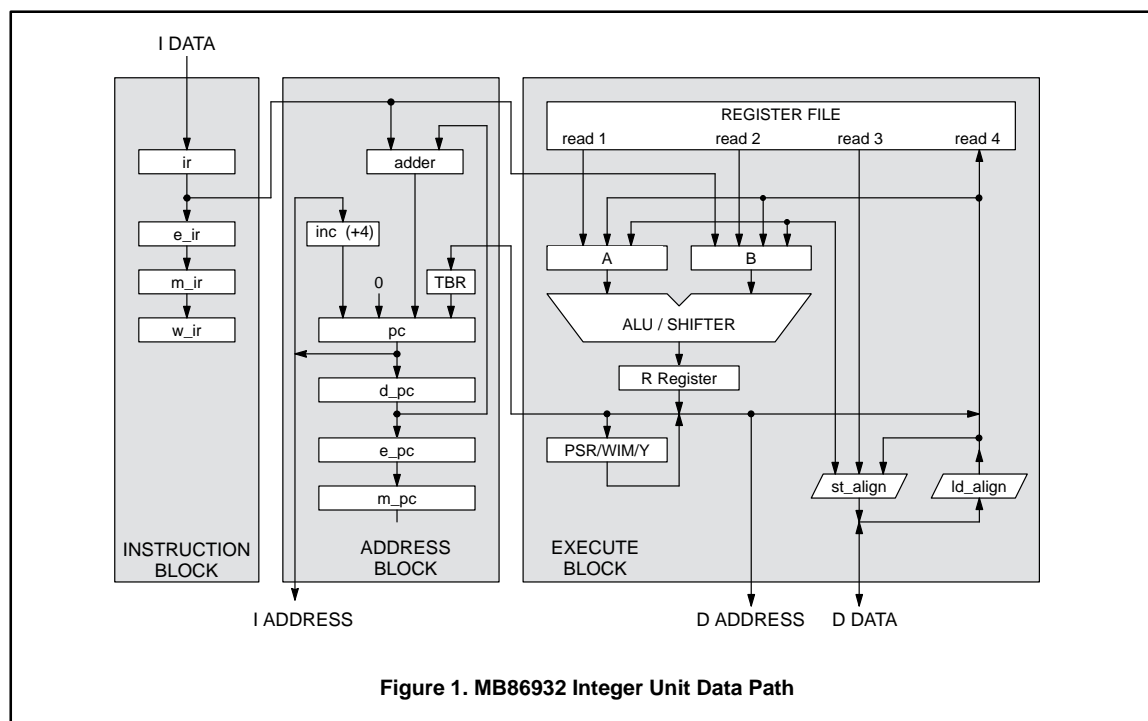 I DATA
REGISTER FILE
read 1 read 2 read 3 read 4
ir
adder
e_ir
inc (+4)
A
B
m_ir
0
TBR
w_ir
pc
ALU / SHIFTER
R Register
d_pc
e_pc
PSR/WIM/Y
m_pc
st_align
ld_align
INSTRUCTION
BLOCK
ADDRESS
BLOCK
EXECUTE
BLOCK
I ADDRESS
D ADDRESS
D DATA
Figure 1. MB86932 Integer Unit Data Path